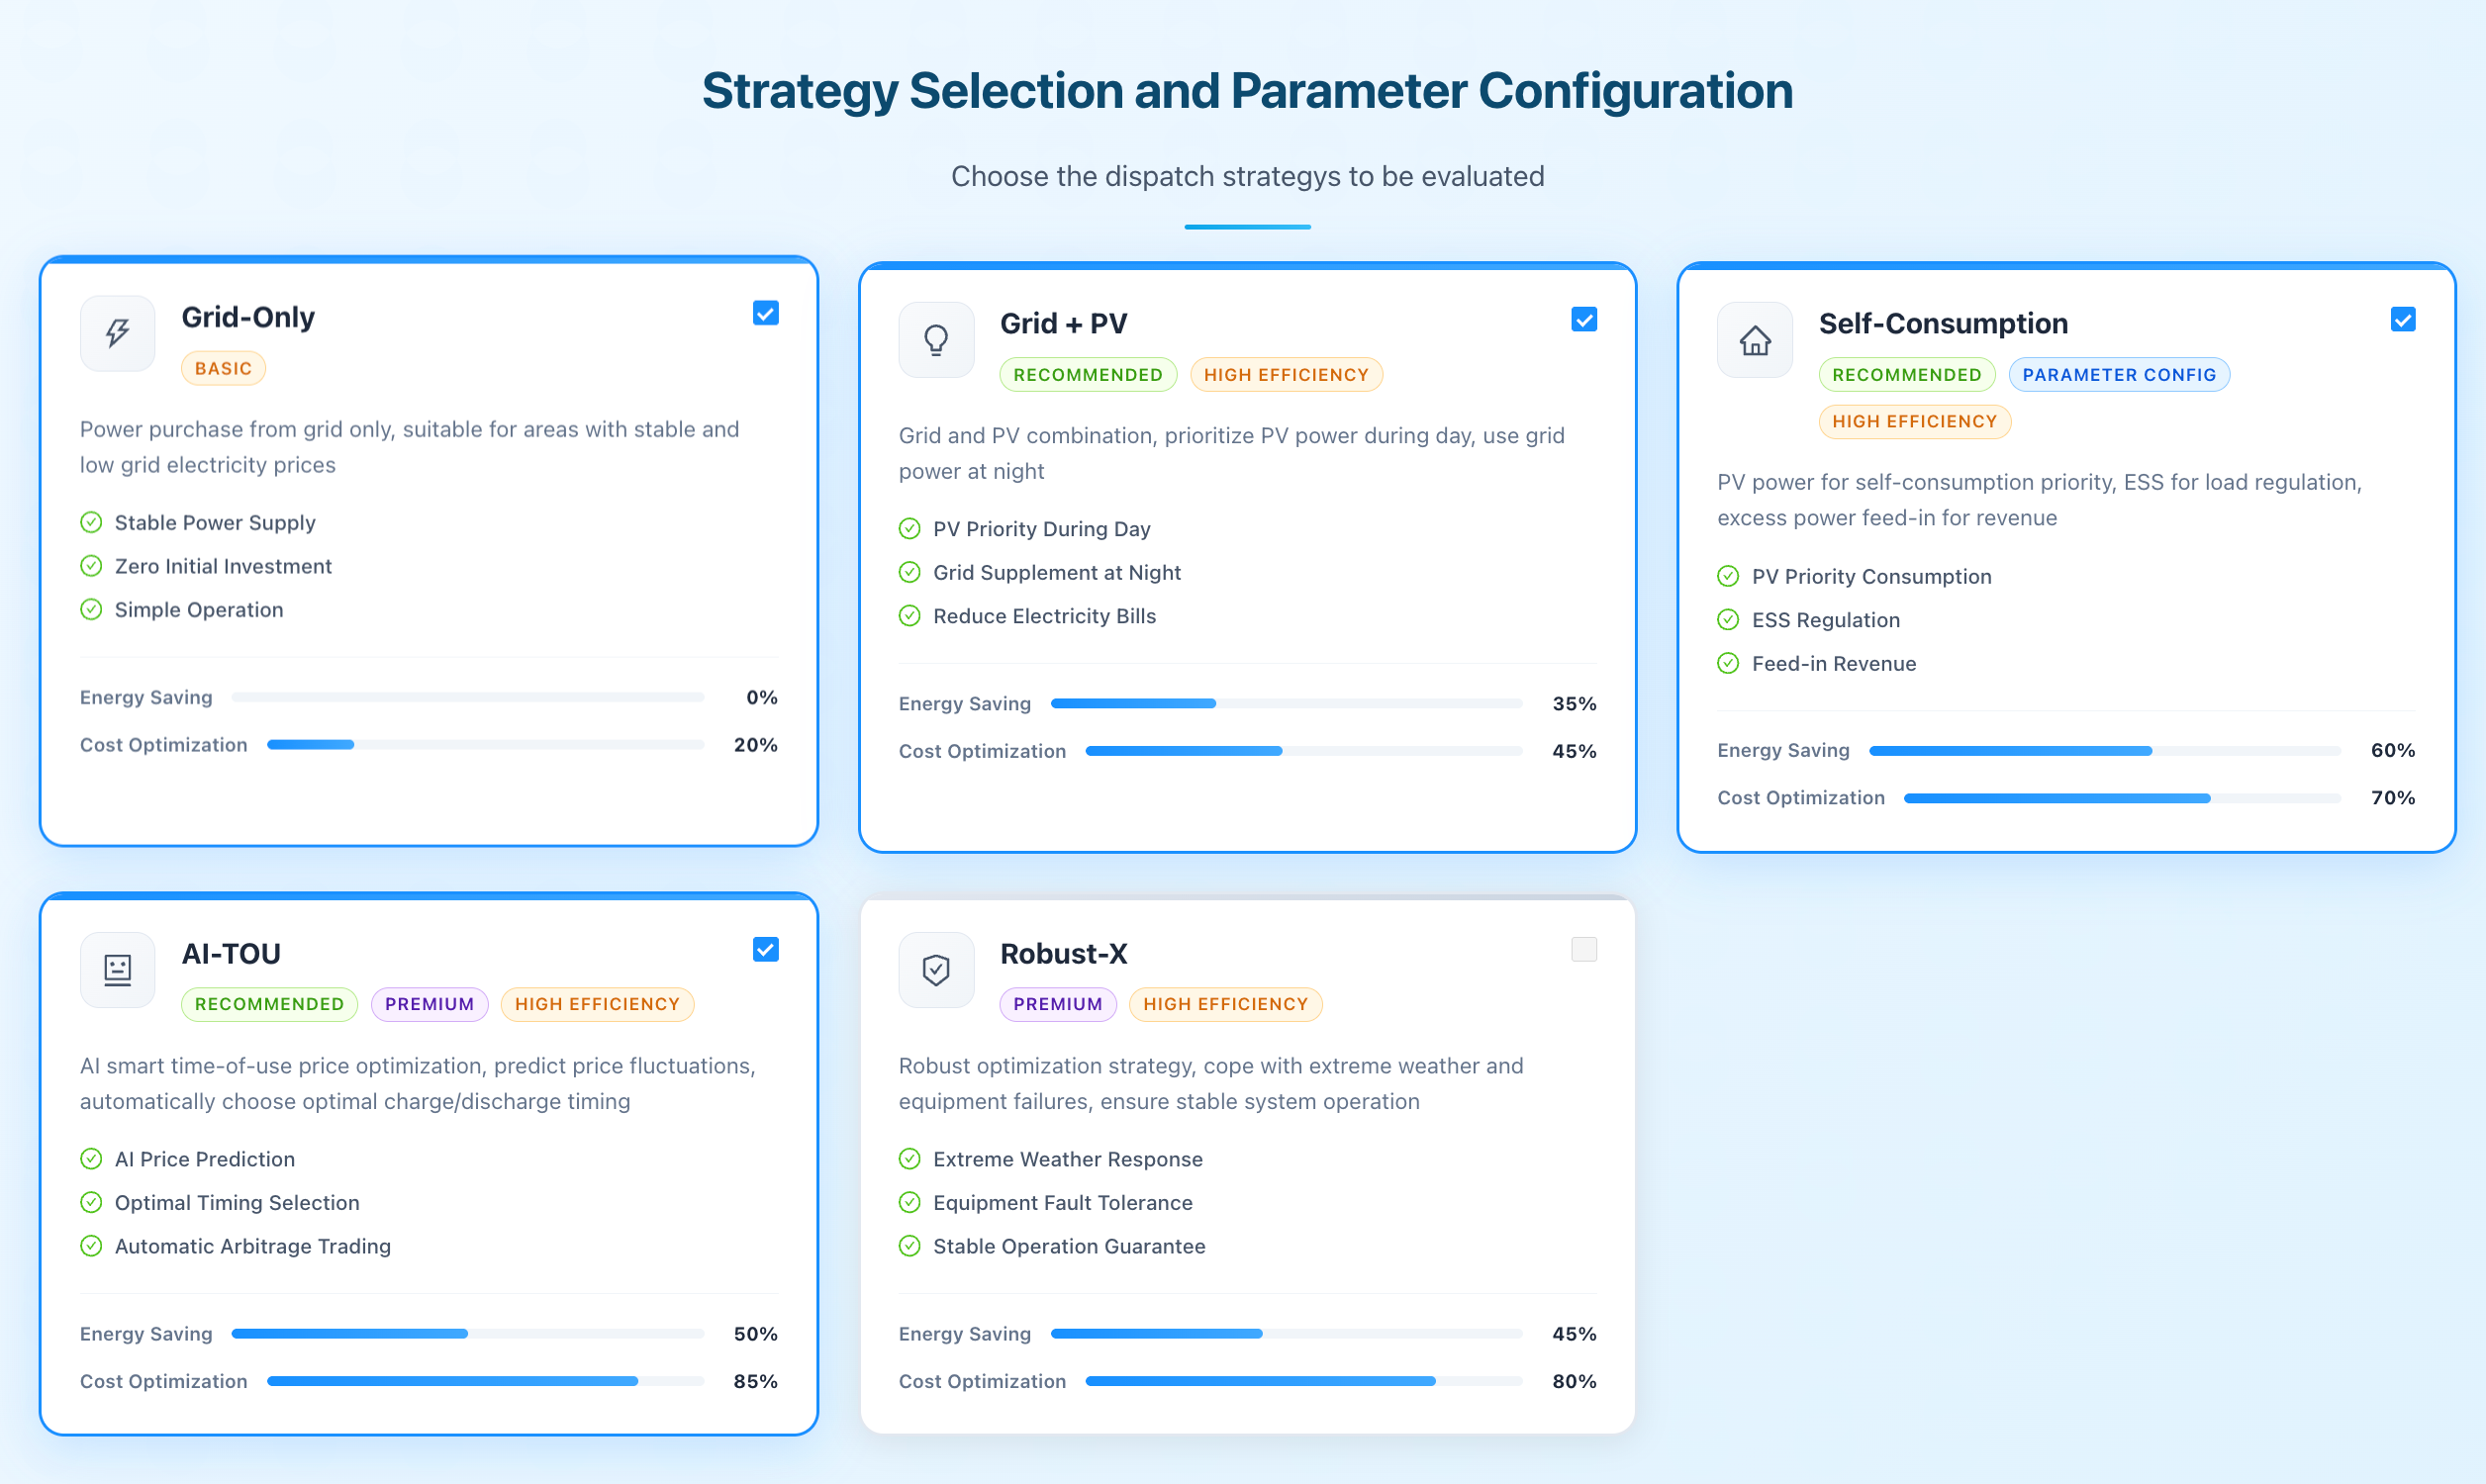 Strategy Selection and Parameter Configuration
Choose the dispatch strategys to be evaluated
Grid-Only
BASIC
Power purchase from grid only, suitable for areas with stable and
low grid electricity prices
Stable Power Supply
Zero Initial Investment
Simple Operation
Energy Saving 0%
Cost Optimization 20%
Grid + PV
RECOMMENDED HIGH EFFICIENCY
Grid and PV combination, prioritize PV power during day, use grid
power at night
PV Priority During Day
Grid Supplement at Night
Reduce Electricity Bills
Energy Saving 35%
Cost Optimization 45%
Self-Consumption
RECOMMENDED PARAMETER CONFIG
HIGH EFFICIENCY
PV power for self-consumption priority, ESS for load regulation,
excess power feed-in for revenue
PV Priority Consumption
ESS Regulation
Feed-in Revenue
Energy Saving 60%
Cost Optimization 70%
AI-TOU
RECOMMENDED PREMIUM HIGH EFFICIENCY
AI smart time-of-use price optimization, predict price fluctuations,
automatically choose optimal charge/discharge timing
AI Price Prediction
Optimal Timing Selection
Automatic Arbitrage Trading
Energy Saving 50%
Cost Optimization 85%
Robust-X
PREMIUM HIGH EFFICIENCY
Robust optimization strategy, cope with extreme weather and
equipment failures, ensure stable system operation
Extreme Weather Response
Equipment Fault Tolerance
Stable Operation Guarantee
Energy Saving 45%
Cost Optimization 80%